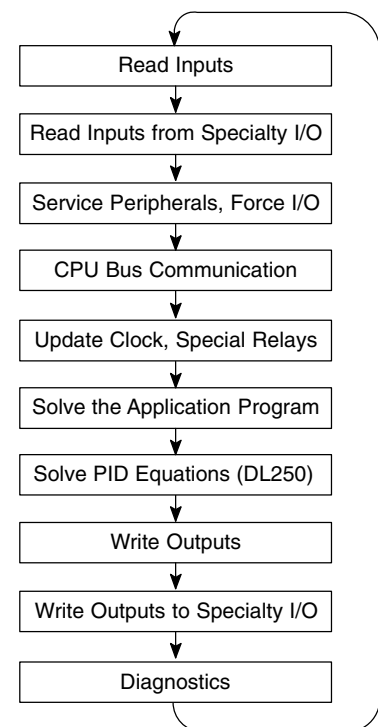 Read Inputs
Read Inputs from Specialty I/O
Service Peripherals, Force I/O
CPU Bus Communication
Update Clock, Special Relays
Solve the Application Program
Solve PID Equations (DL250)
Write Outputs
Write Outputs to Specialty I/O
Diagnostics